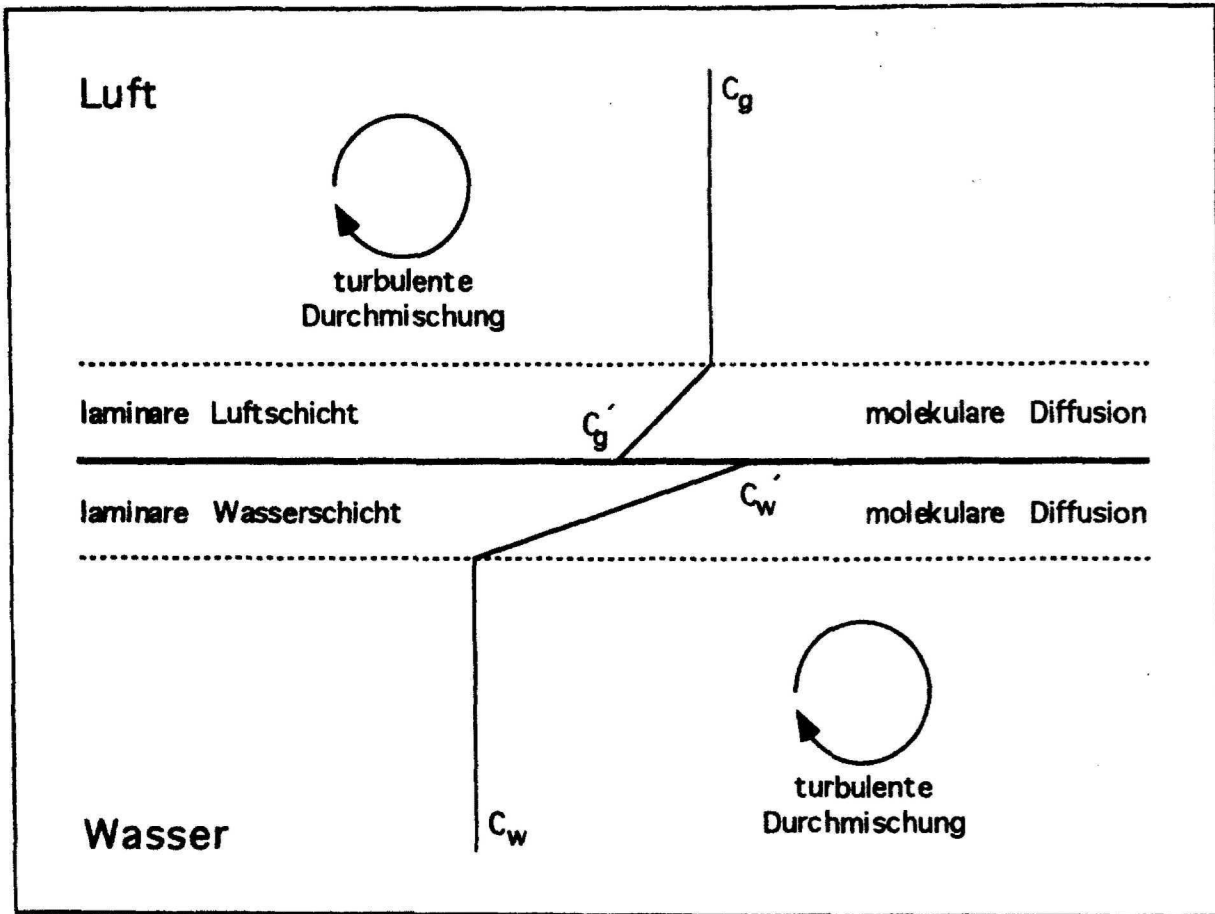 Luft
C_g
turbulente
Durchmischung
laminare Luftschicht
C_g´
molekulare Diffusion
laminare Wasserschicht
C_w´
molekulare Diffusion
turbulente
Durchmischung
Wasser
C_w